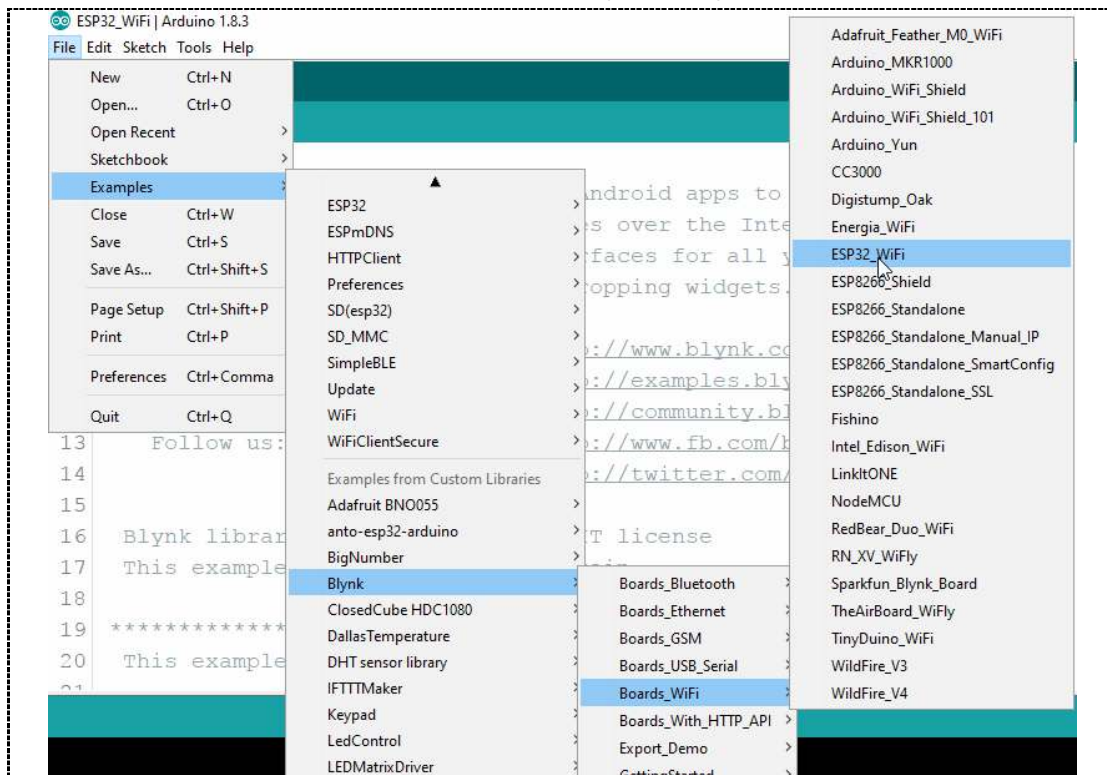 ESP32_WiFi | Arduino 1.8.3
File Edit Sketch Tools Help
New Ctrl+N
Open... Ctrl+O
Open Recent
Sketchbook
Examples
Close Ctrl+W
Save Ctrl+S
Save As... Ctrl+Shift+S
Page Setup Ctrl+Shift+P
Print Ctrl+P
Preferences Ctrl+Comma
Quit Ctrl+Q
ESP32
ESPmDNS
HTTPClient
Preferences
SD(esp32)
SD_MMC
SimpleBLE
Update
WiFi
WiFiClientSecure
Examples from Custom Libraries
Adafruit BNO055
anto-esp32-arduino
BigNumber
Blynk
ClosedCube HDC1080
DallasTemperature
DHT sensor library
IFTTTMaker
Keypad
LedControl
LEDMatrixDriver
Boards_Bluetooth
Boards_Ethernet
Boards_GSM
Boards_USB_Serial
Boards_WiFi
Boards_With_HTTP_API
Export_Demo
Adafruit_Feather_M0_WiFi
Arduino_MKR1000
Arduino_WiFi_Shield
Arduino_WiFi_Shield_101
Arduino_Yun
CC3000
Digistump_Oak
Energia_WiFi
ESP32_WiFi
ESP8266_Shield
ESP8266_Standalone
ESP8266_Standalone_Manual_IP
ESP8266_Standalone_SmartConfig
ESP8266_Standalone_SSL
Fishino
Intel_Edison_WiFi
LinkItONE
NodeMCU
RedBear_Duo_WiFi
RN_XV_WiFly
Sparkfun_Blynk_Board
TheAirBoard_WiFly
TinyDuino_WiFi
WildFire_V3
WildFire_V4
Android apps to
s over the Inte
faces for all
opping widgets.
://www.blynk.co
://examples.bly
://community.bl
13 Follow us: ://www.fb.com/b
14 ://twitter.com/
15
16 Blynk librar T license
17 This example
18
19 *************
20 This example